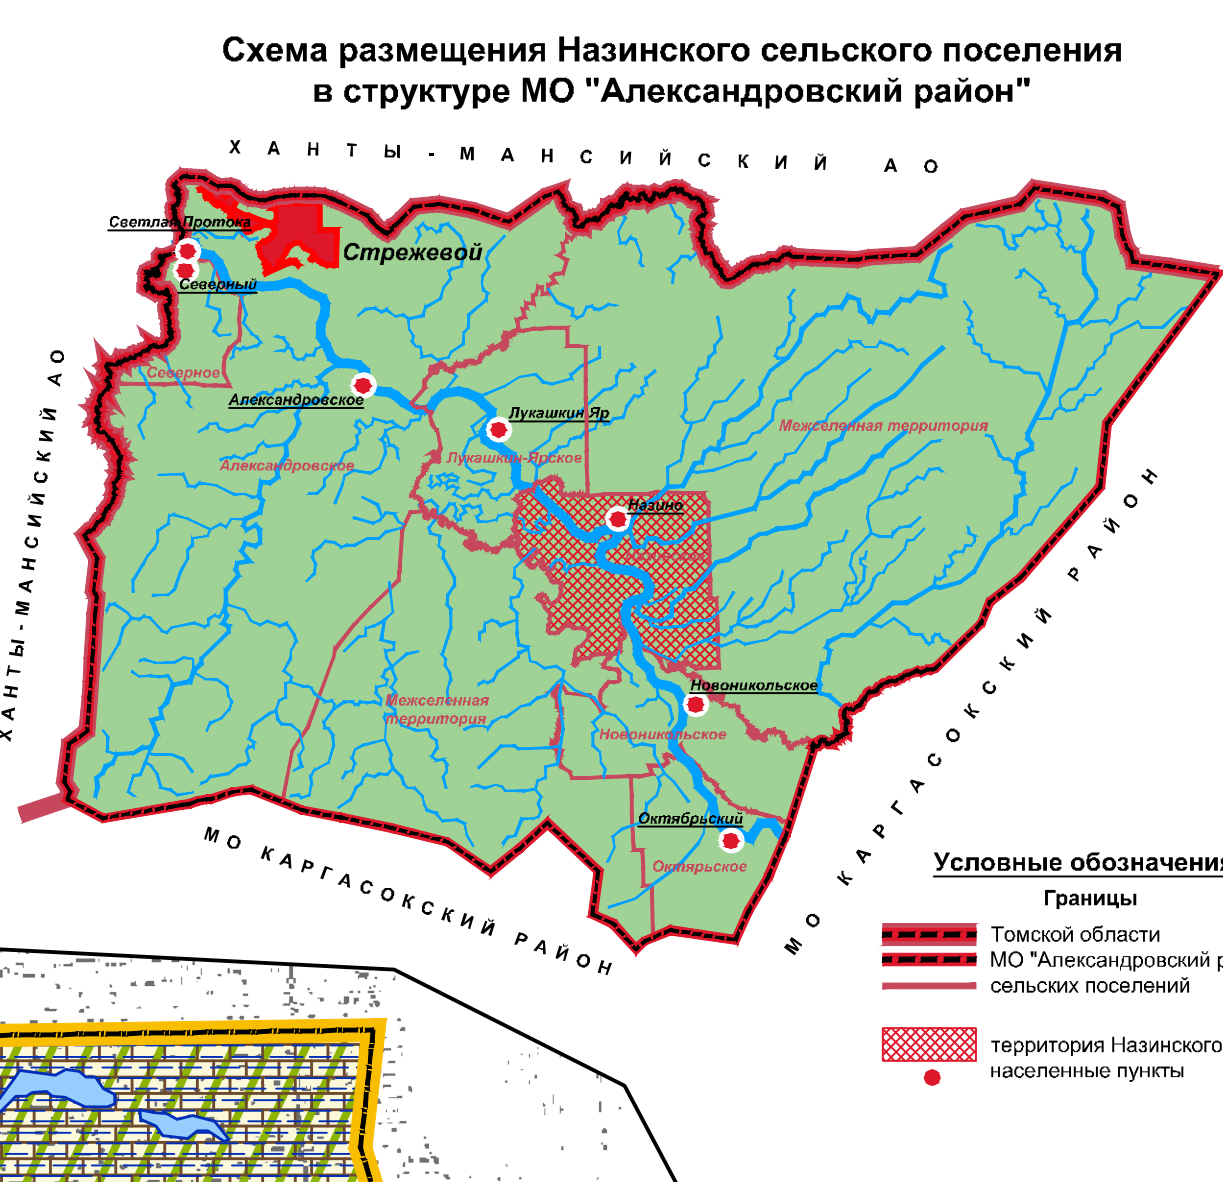 Схема размещения Назинского сельского поселения
в структуре МО "Александровский район"
ХАНТЫ-МАНСИЙСКИЙ АО
Светлая Протока
Стрежевой
Северный
ХАНТЫ-МАНСИЙСКИЙ АО
Северное
Александровское
Лукашкин Яр
Межселенная территория
Александровское
Лукашкин-Ярское
Назино
МО КАРГАСОКСКИЙ РАЙОН
Новоникольское
Межселенная
территория
Новоникольское
Октябрьский
МО КАРГАСОКСКИЙ РАЙОН
Октярьское
Условные обозначения
Границы
Томской области
МО "Александровский р
сельских поселений
территория Назинского
населенные пункты